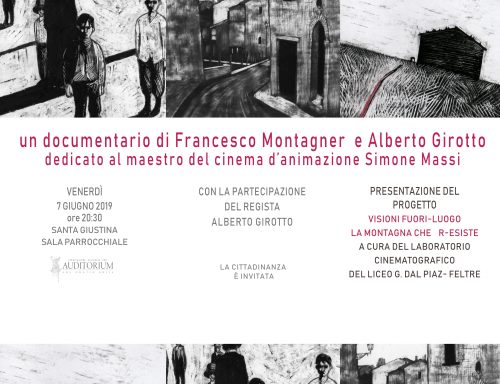 un documentario di Francesco Montagner e Alberto Girotto
dedicato al maestro del cinema d'animazione Simone Massi
VENERDÌ
7 GIUGNO 2019
ore 20:30
SANTA GIUSTINA
SALA PARROCCHIALE
AUDITORIUM
CON LA PARTECIPAZIONE
DEL REGISTA
ALBERTO GIROTTO
LA CITTADINANZA
È INVITATA
PRESENTAZIONE DEL
PROGETTO
VISIONI FUORI-LUOGO
LA MONTAGNA CHE R-ESISTE
A CURA DEL LABORATORIO
CINEMATOGRAFICO
DEL LICEO G. DAL PIAZ- FELTRE